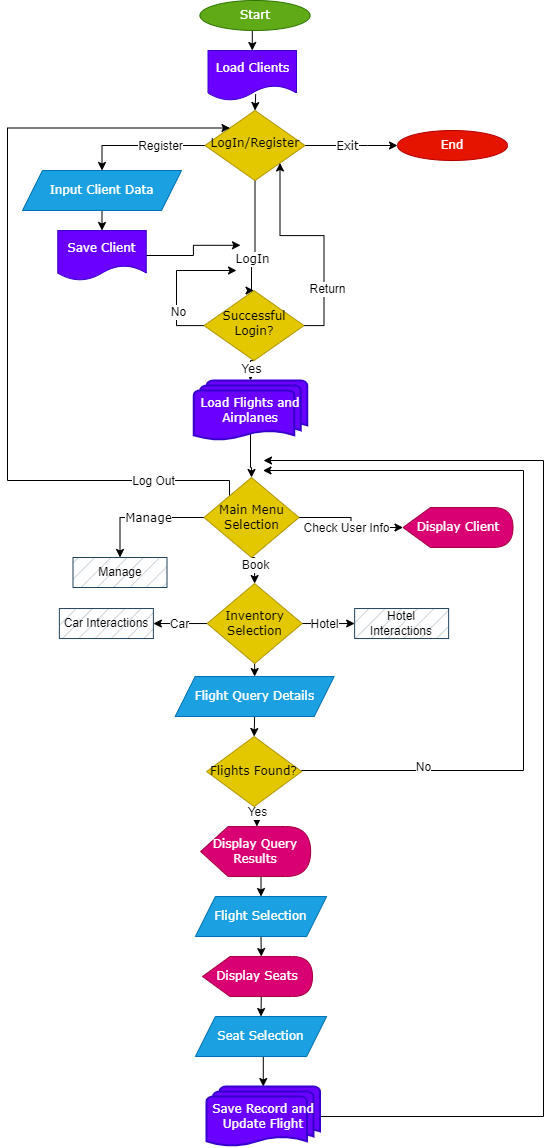 Start
Load Clients
LogIn/Register
Register
Exit
End
Input Client Data
Save Client
LogIn
No
Return
Successful
Login?
Yes
Load Flights and
Airplanes
Log Out
Main Menu
Selection
Manage
Check User Info
Display Client
Manage
Book
Inventory
Selection
Car Interactions
Car
Hotel
Hotel
Interactions
Flight Query Details
Flights Found?
No
Yes
Display Query
Results
Flight Selection
Display Seats
Seat Selection
Save Record and
Update Flight